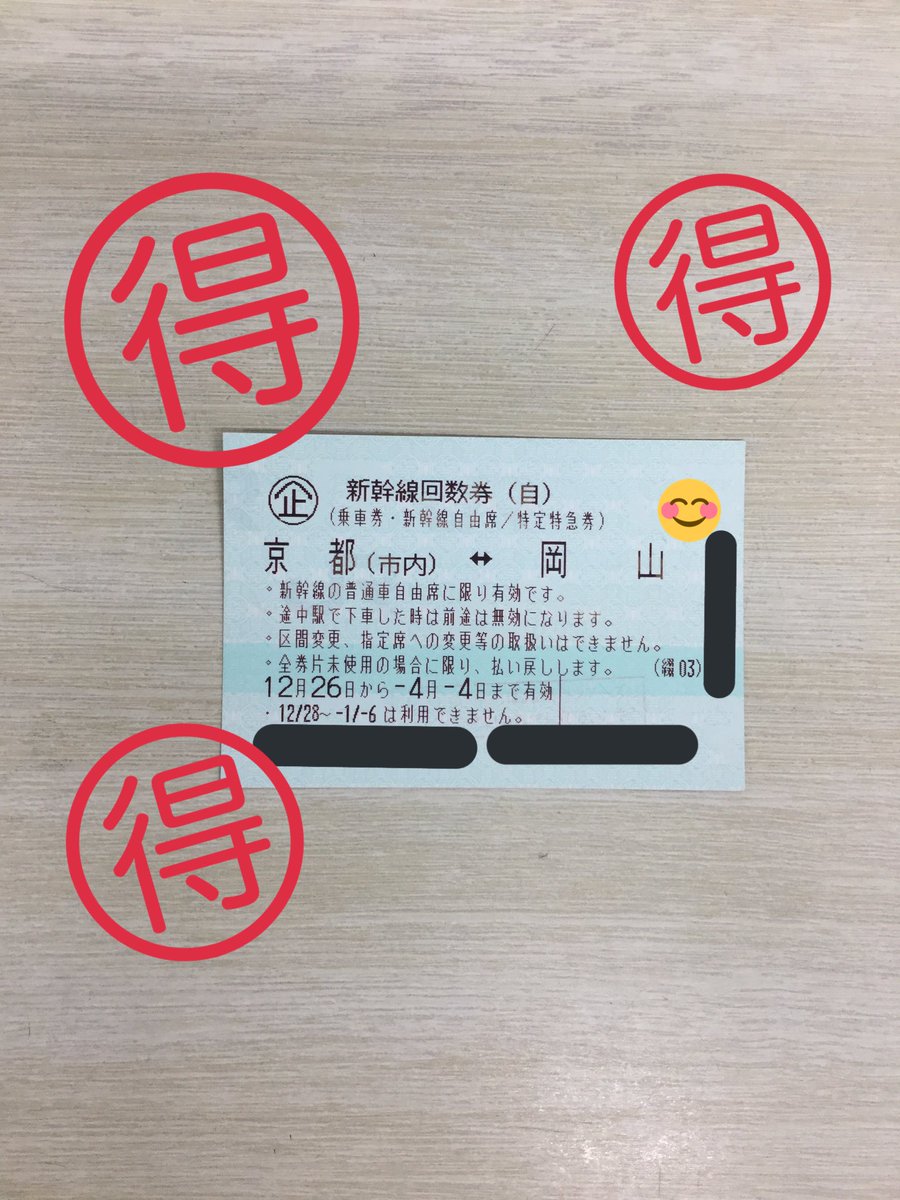 得
得
㊭ 新幹線回数券（自）
（乗車券・新幹線自由席／特定特急券）
京都（市内） ↔ 岡山
・新幹線の普通車自由席に限り有効です。
・途中駅で下車した時は前途は無効になります。
・区間変更、指定席への変更等の取扱いはできません。
・全券片未使用の場合に限り、払い戻しします。 （綴03）
12月26日から-4月-4日まで有効
・12/28～-1/-6は利用できません。
得